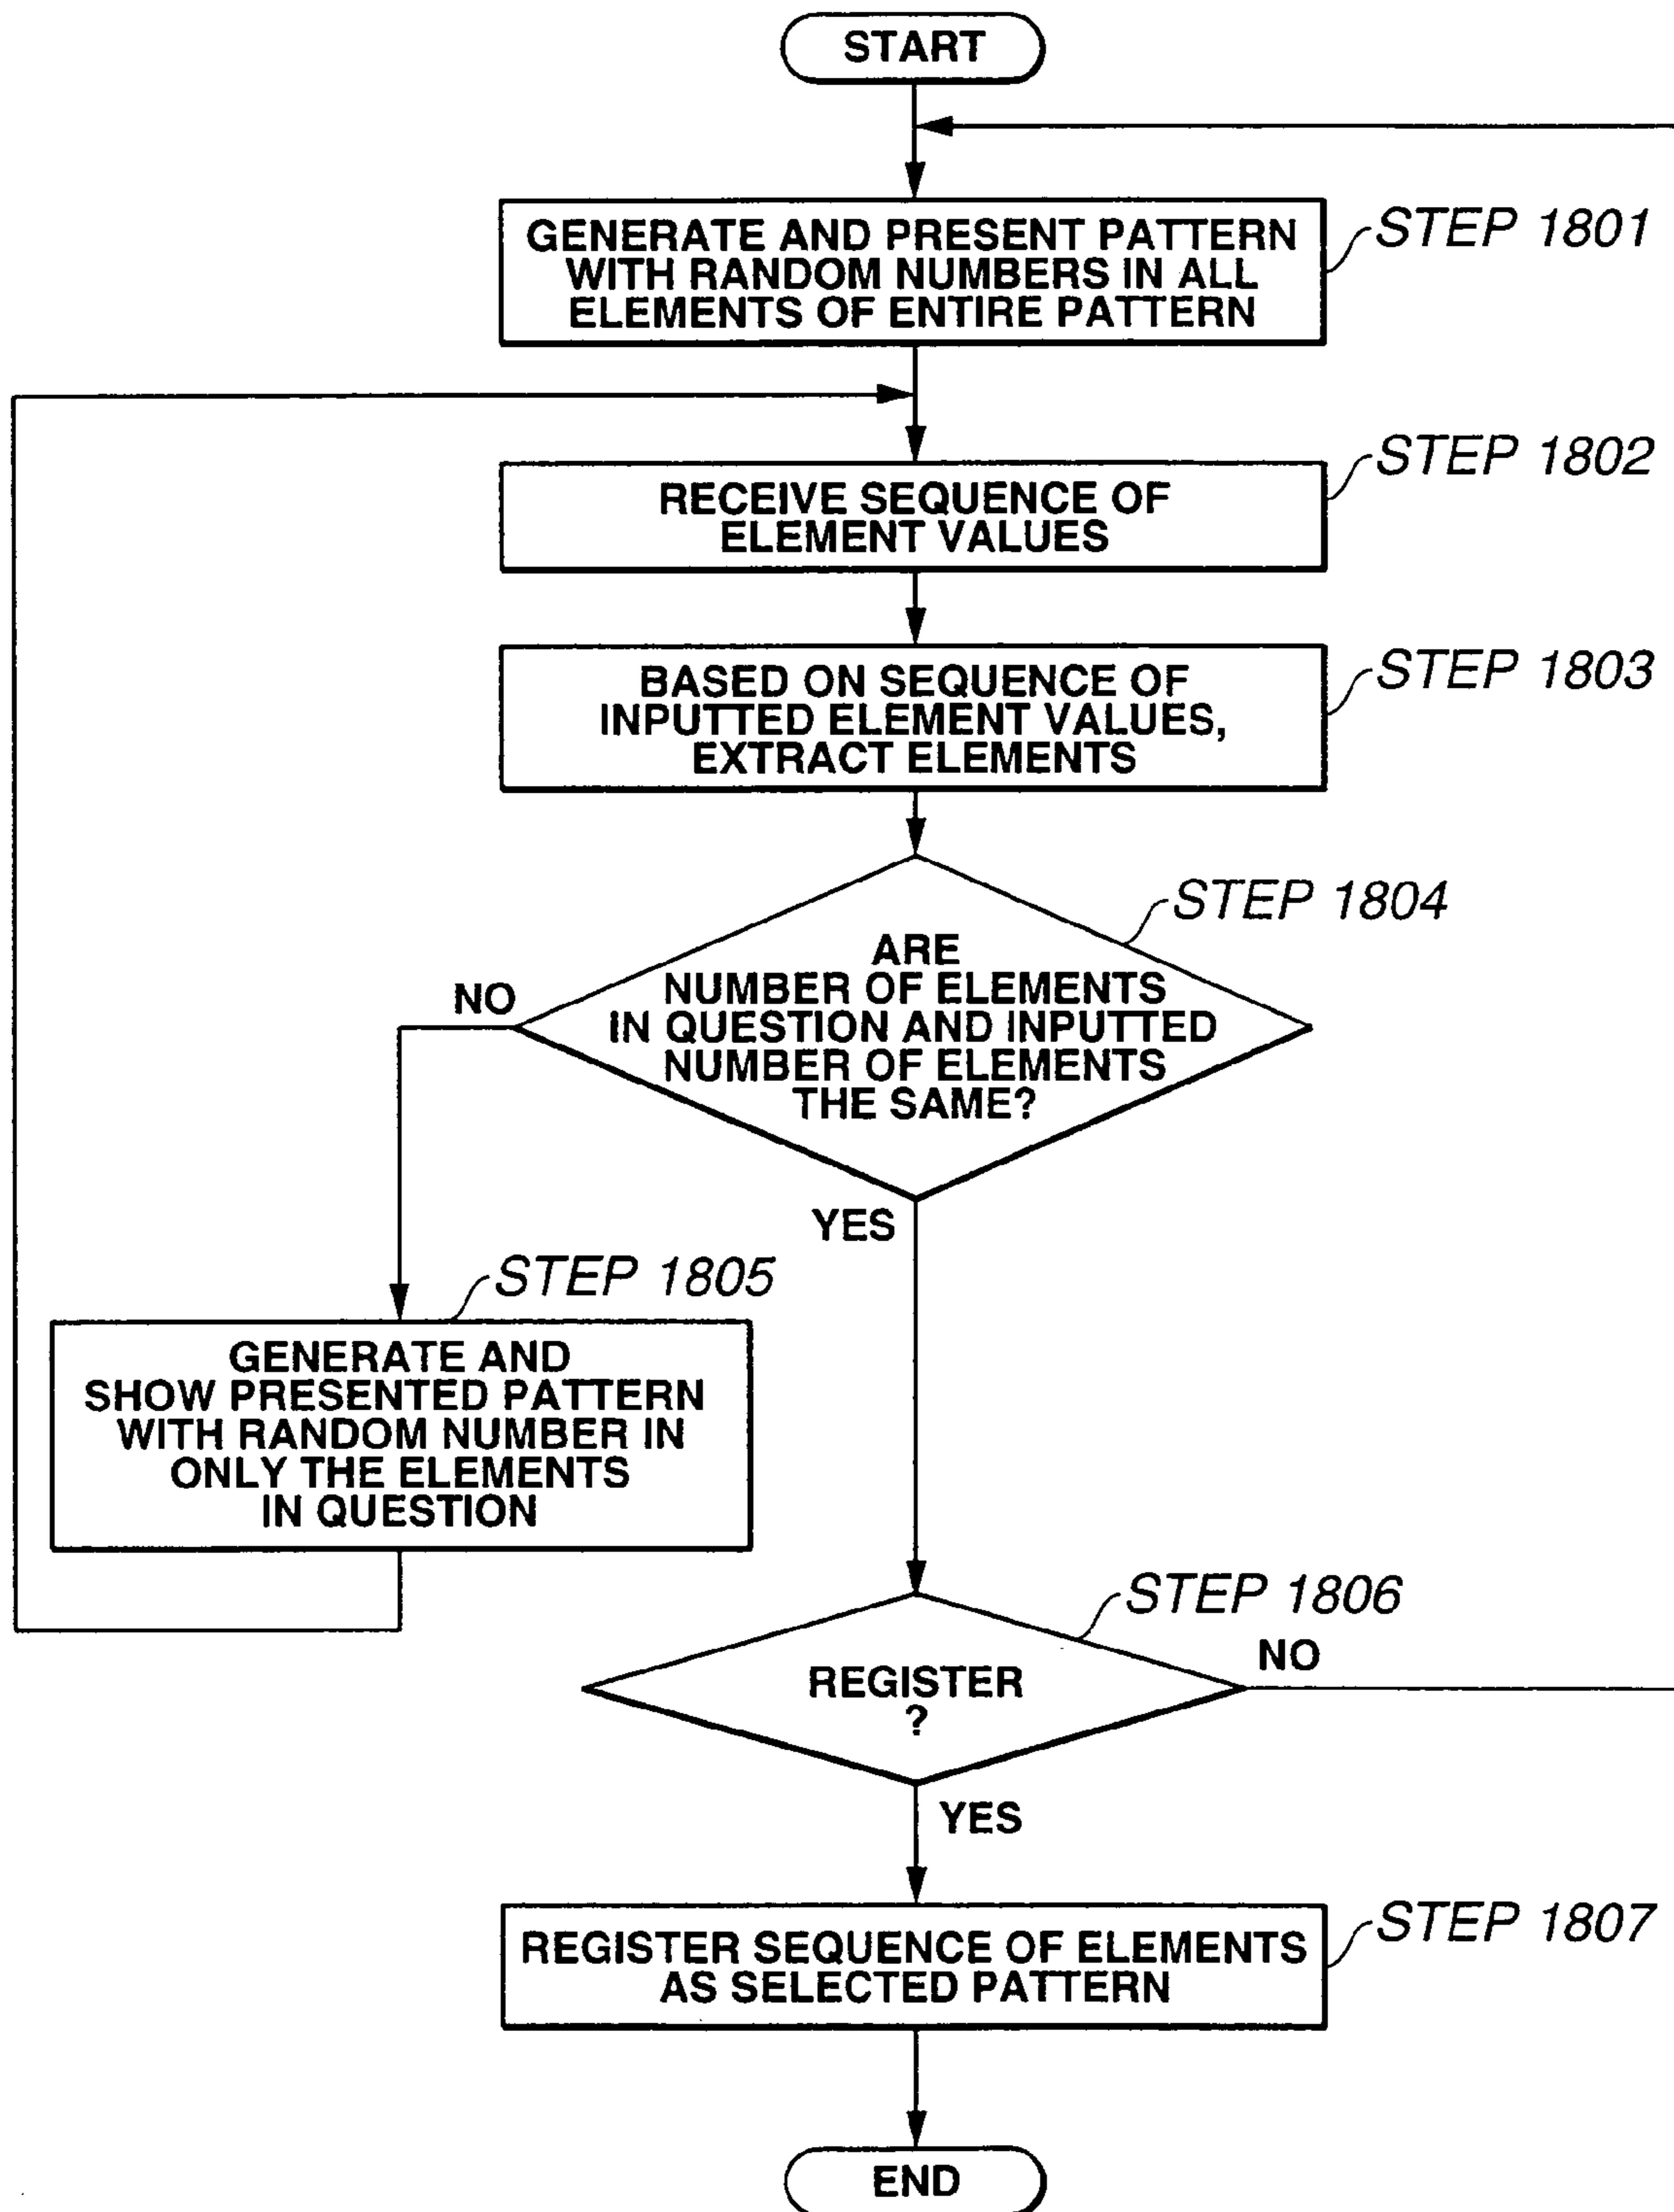 START
GENERATE AND PRESENT PATTERN
WITH RANDOM NUMBERS IN ALL
ELEMENTS OF ENTIRE PATTERN
STEP 1801
RECEIVE SEQUENCE OF
ELEMENT VALUES
STEP 1802
BASED ON SEQUENCE OF
INPUTTED ELEMENT VALUES,
EXTRACT ELEMENTS
STEP 1803
ARE
NUMBER OF ELEMENTS
IN QUESTION AND INPUTTED
NUMBER OF ELEMENTS
THE SAME?
STEP 1804
NO
YES
STEP 1805
GENERATE AND
SHOW PRESENTED PATTERN
WITH RANDOM NUMBER IN
ONLY THE ELEMENTS
IN QUESTION
STEP 1806
REGISTER
?
NO
YES
REGISTER SEQUENCE OF ELEMENTS
AS SELECTED PATTERN
STEP 1807
END